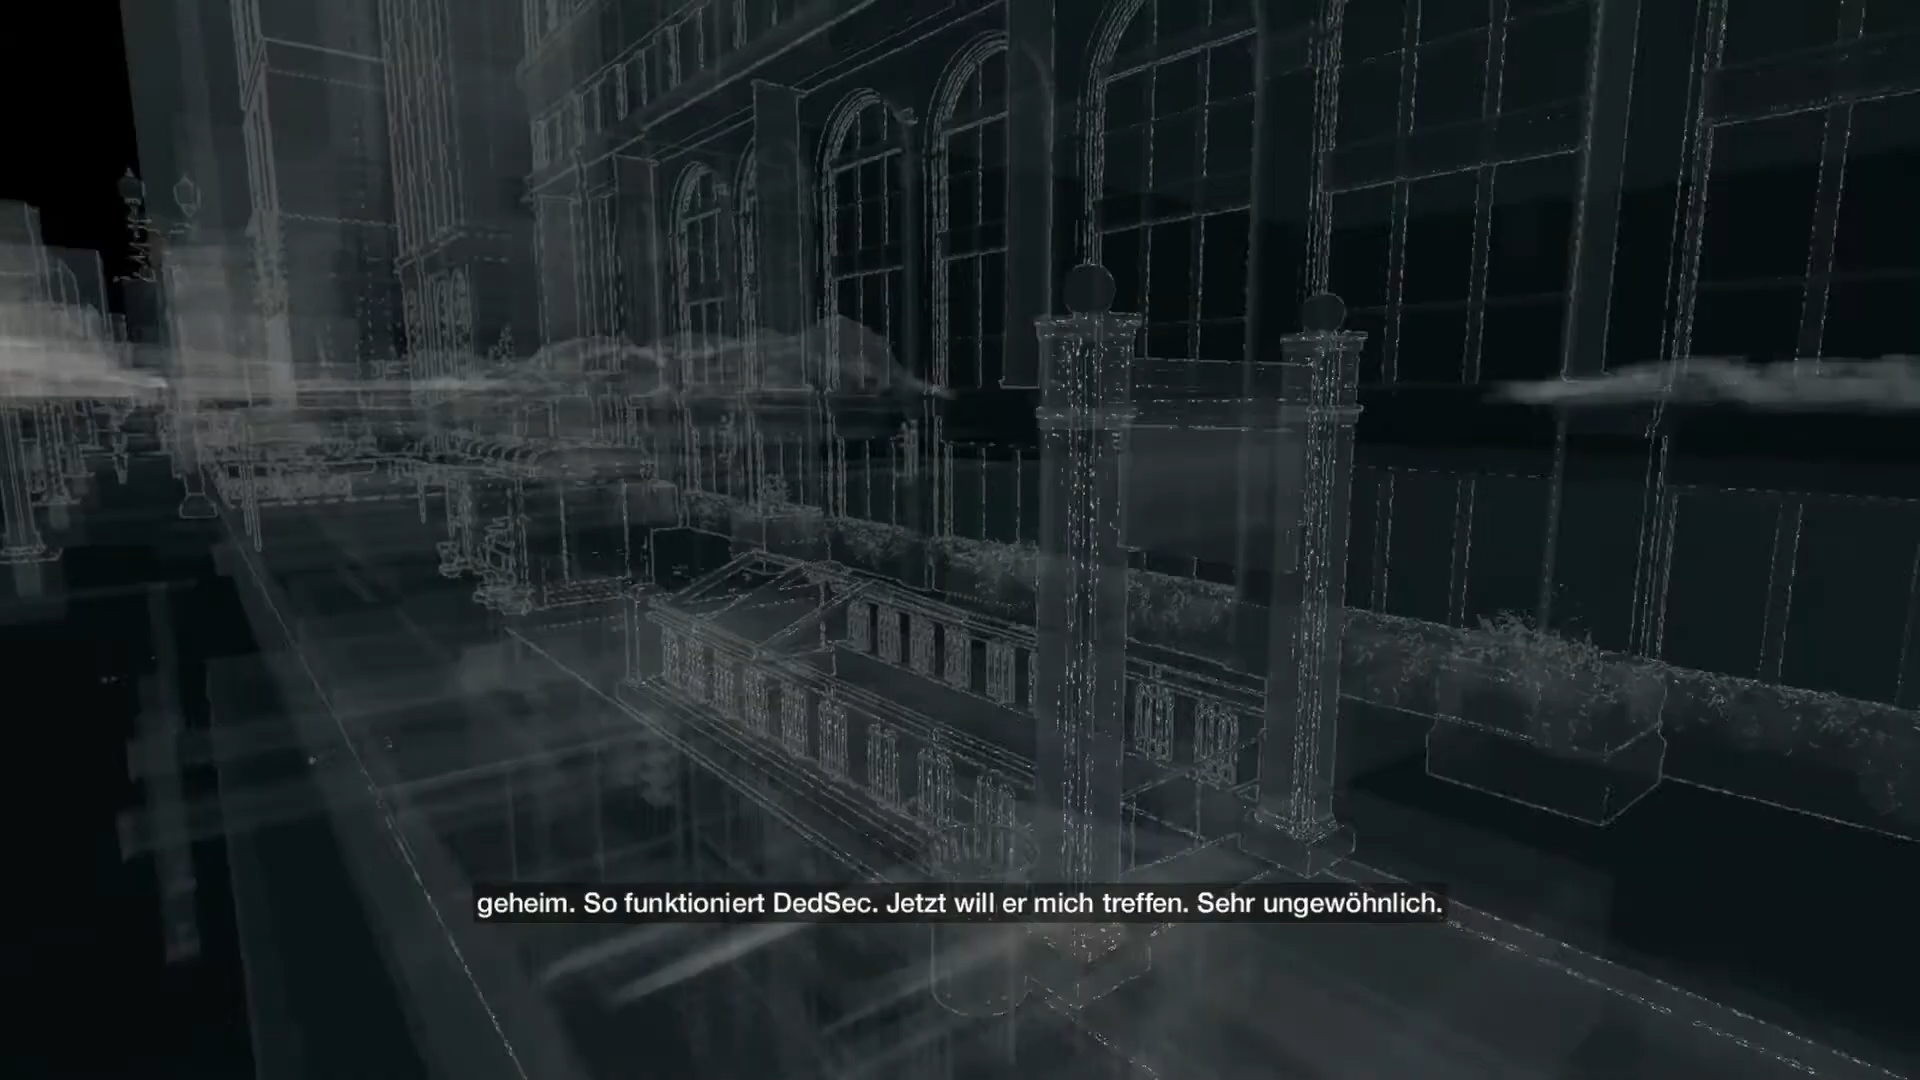 geheim. So funktioniert DedSec. Jetzt will er mich treffen. Sehr ungewöhnlich.